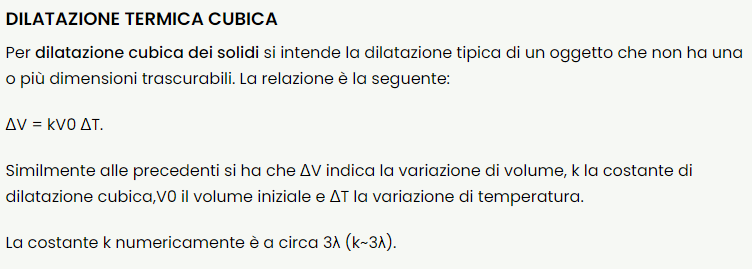 DILATAZIONE TERMICA CUBICA
Per dilatazione cubica dei solidi si intende la dilatazione tipica di un oggetto che non ha una
o più dimensioni trascurabili. La relazione è la seguente:
ΔV = kV0 ΔT.
Similmente alle precedenti si ha che ΔV indica la variazione di volume, k la costante di
dilatazione cubica,V0 il volume iniziale e ΔT la variazione di temperatura.
La costante k numericamente è a circa 3λ (k~3λ).